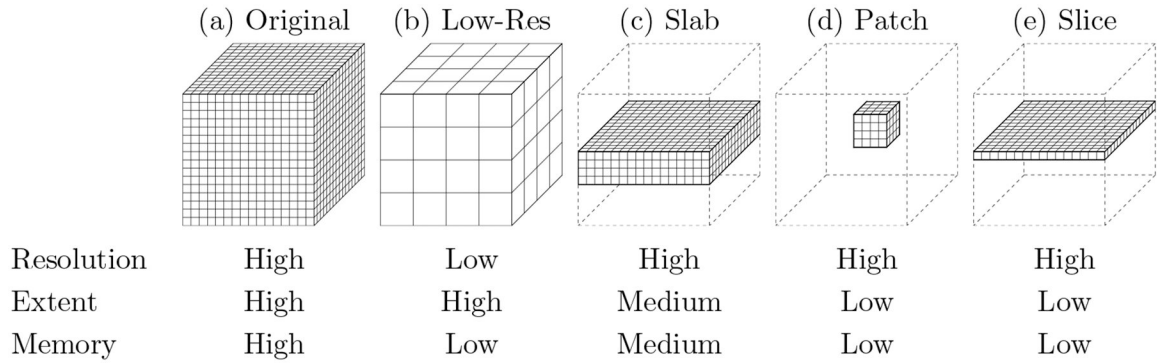 (a) Original (b) Low-Res (c) Slab (d) Patch (e) Slice
Resolution High Low High High High
Extent High High Medium Low Low
Memory High Low Medium Low Low